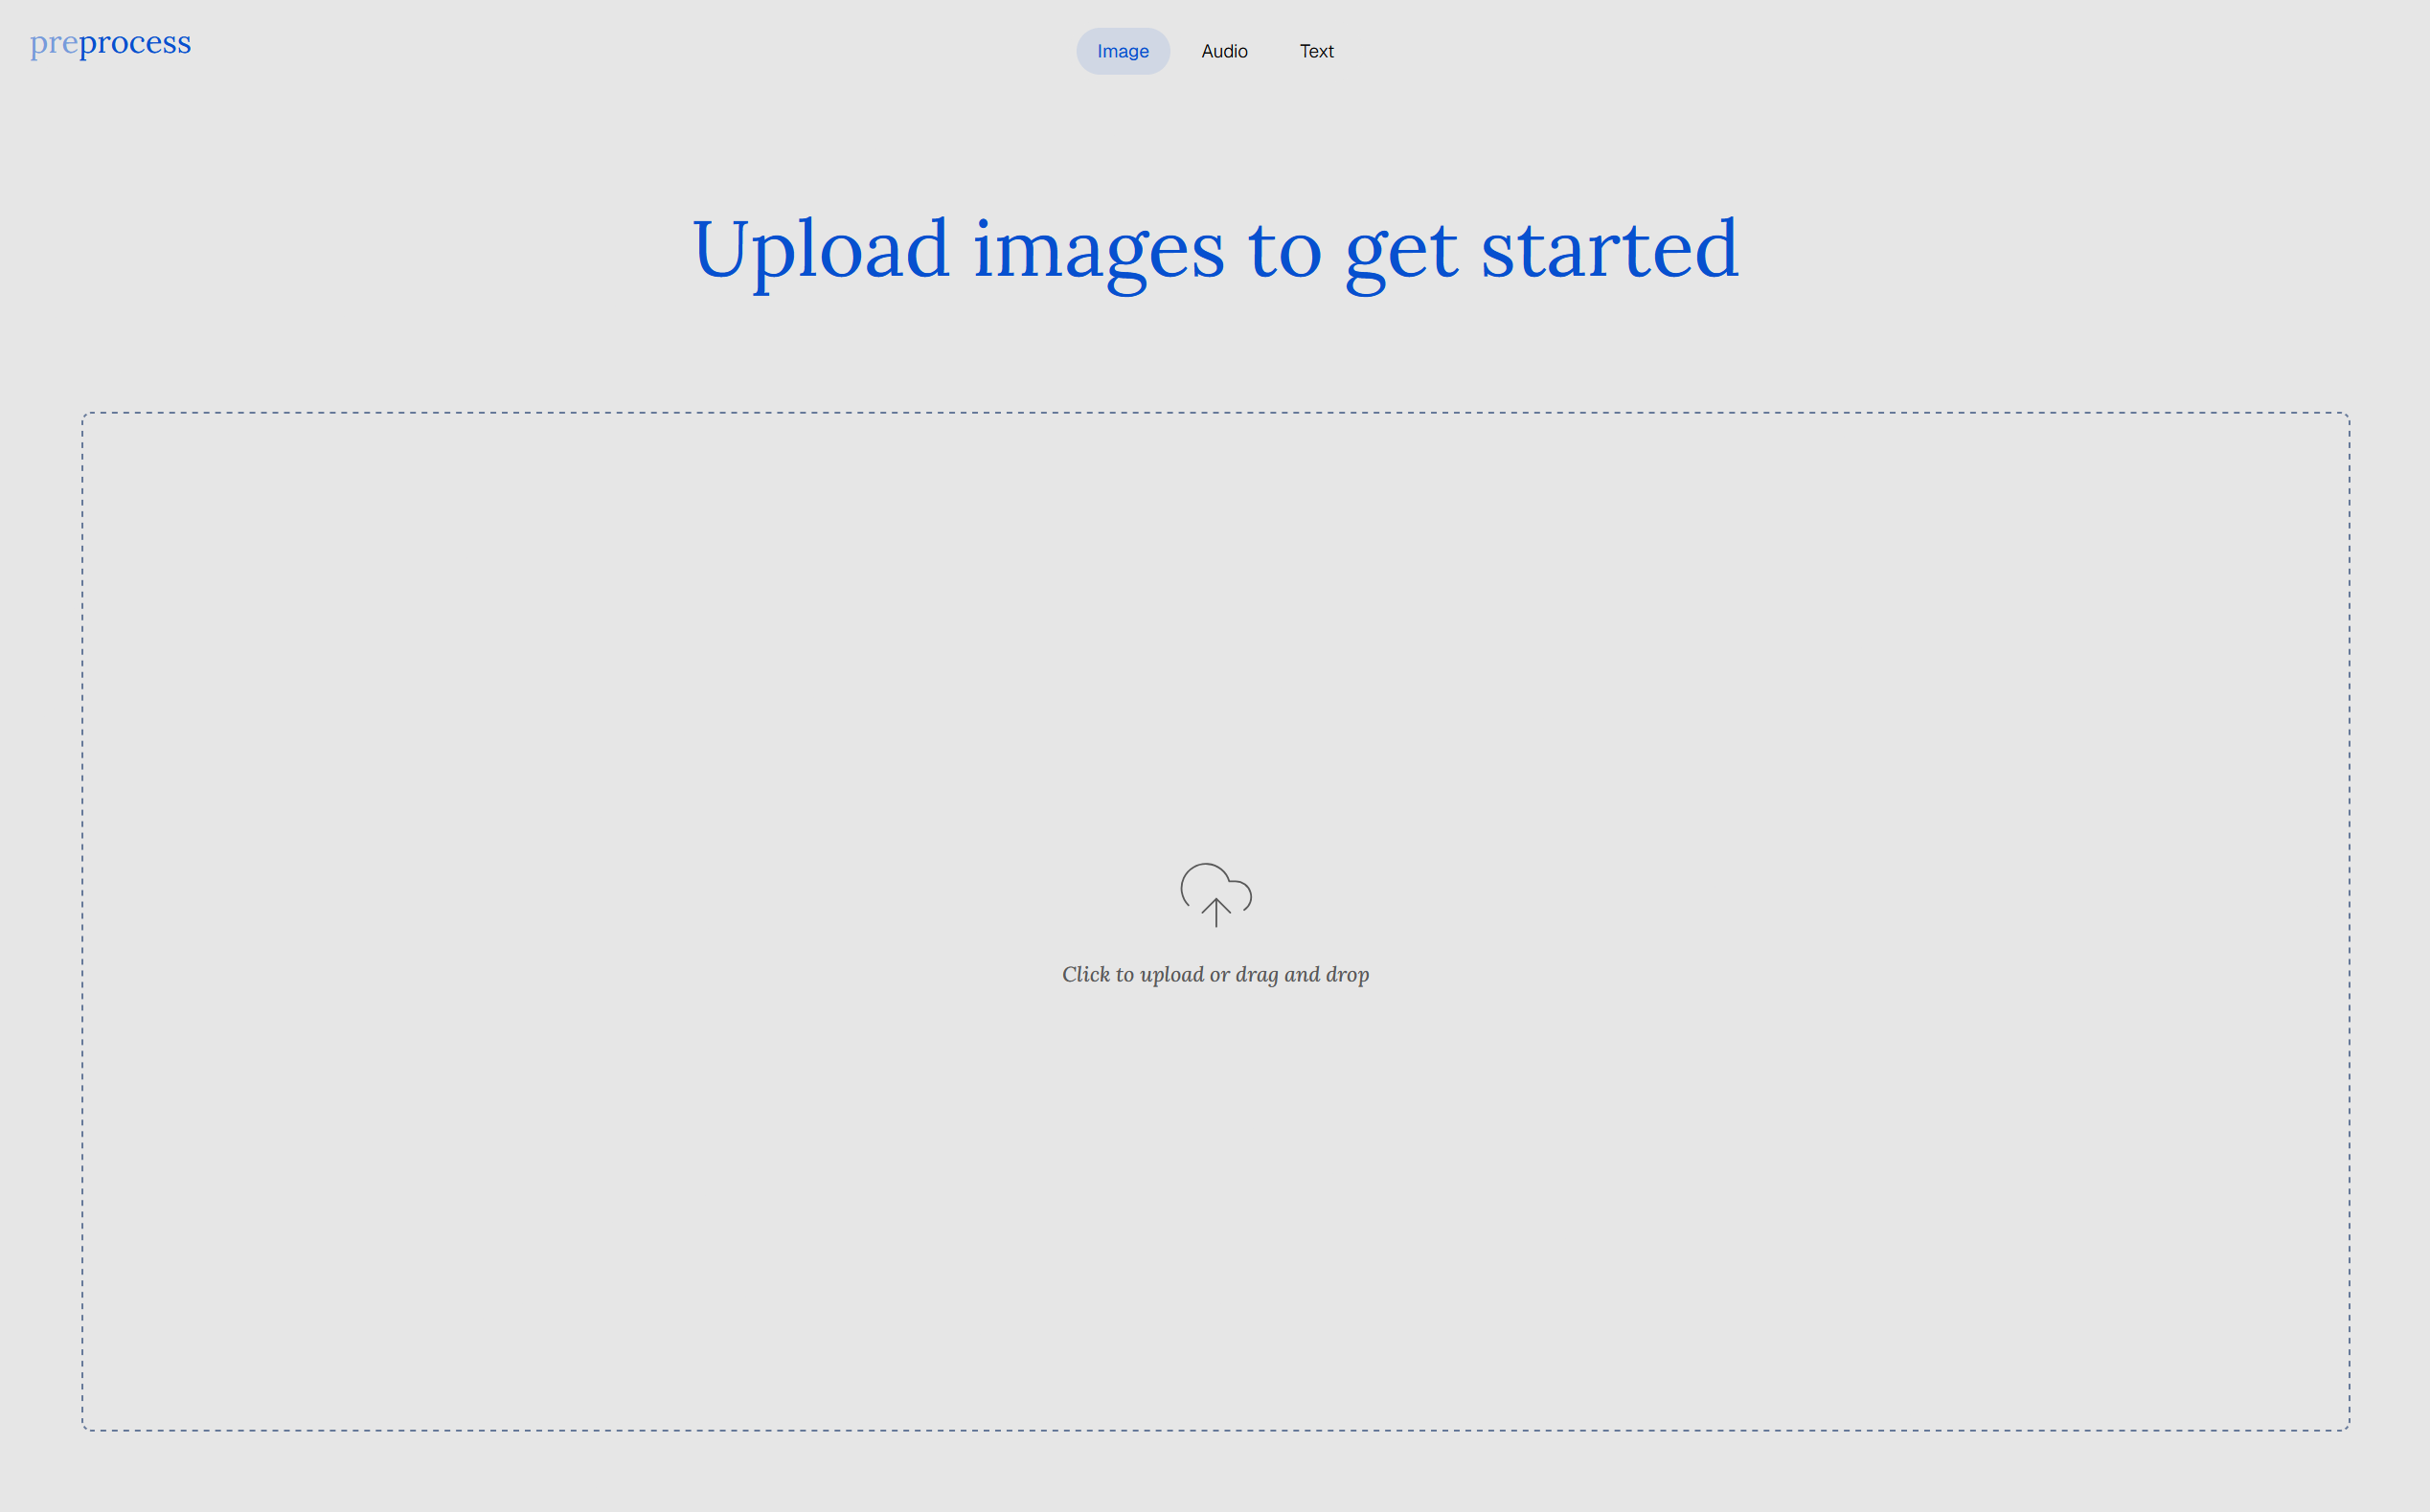 preprocess
Image Audio Text
Upload images to get started
Click to upload or drag and drop